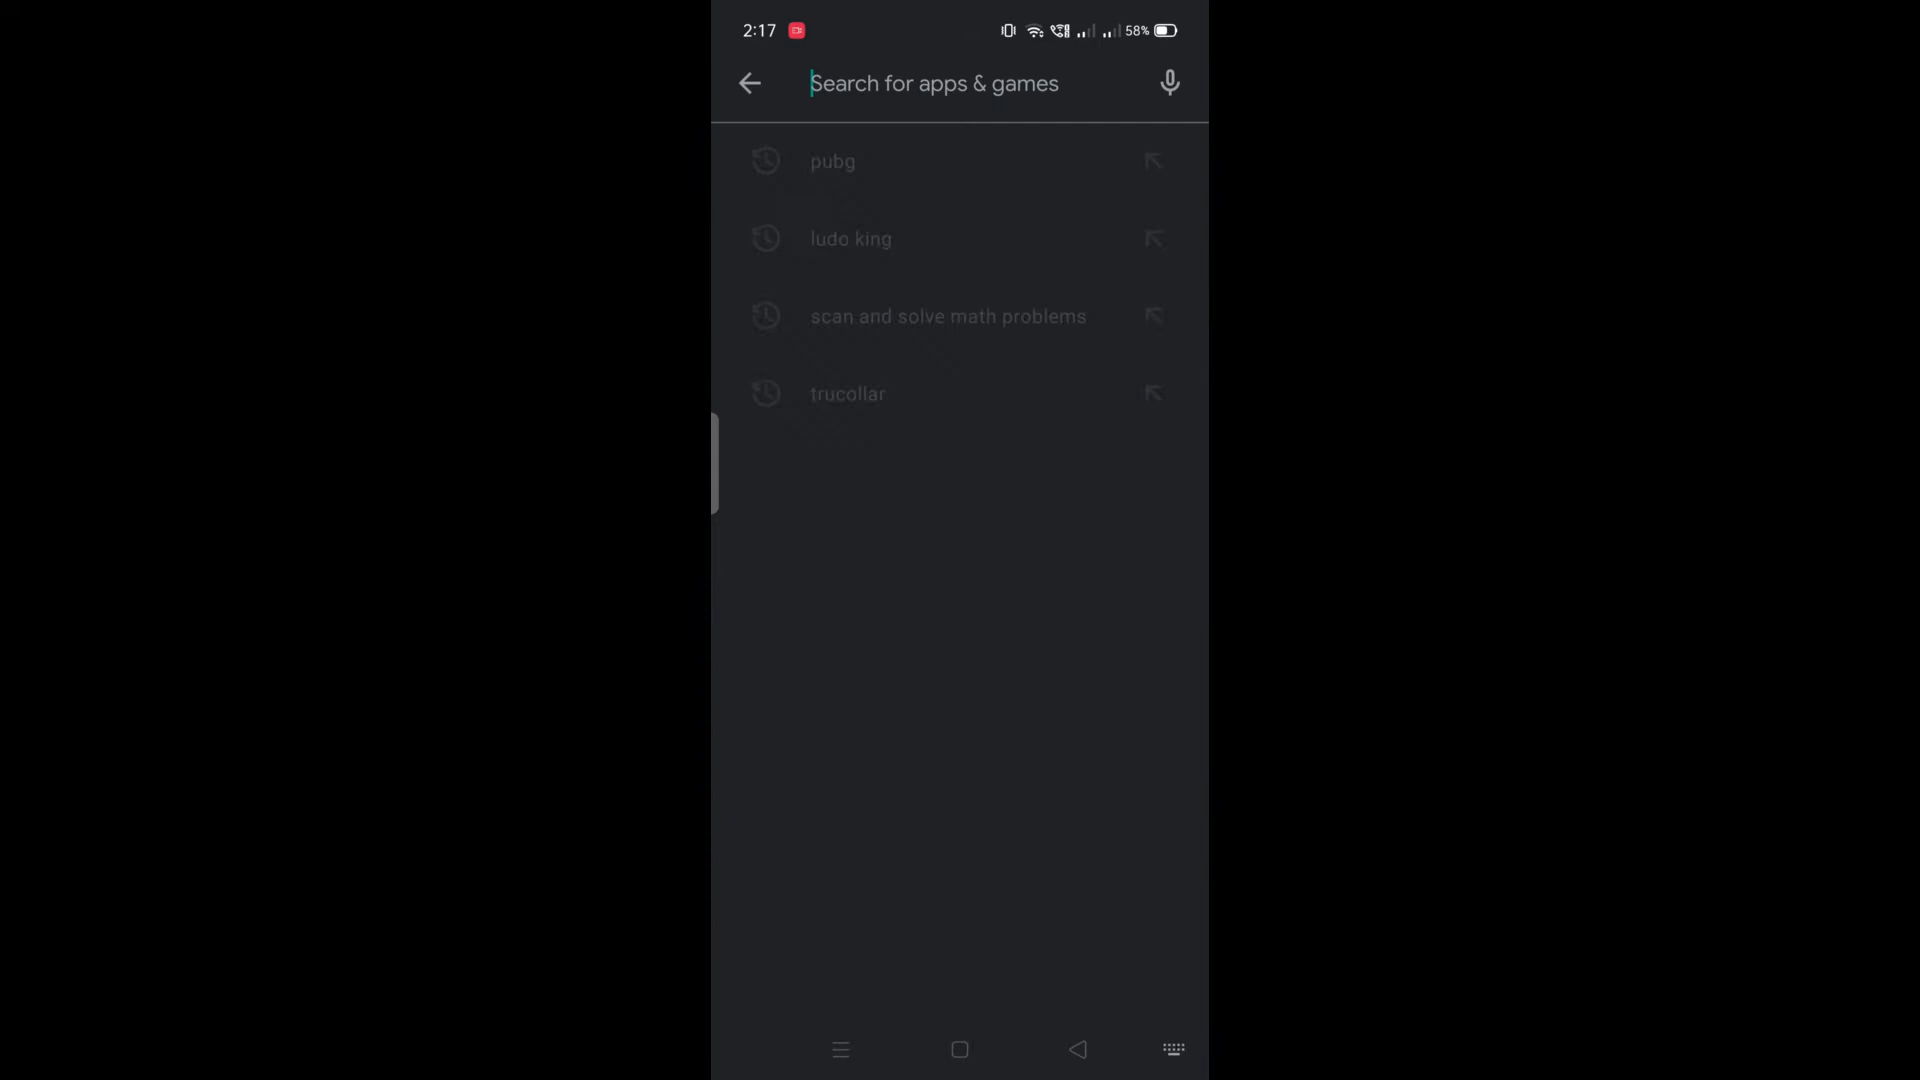 2:17 58%
Search for apps & games
pubg
ludo king
scan and solve math problems
trucollar